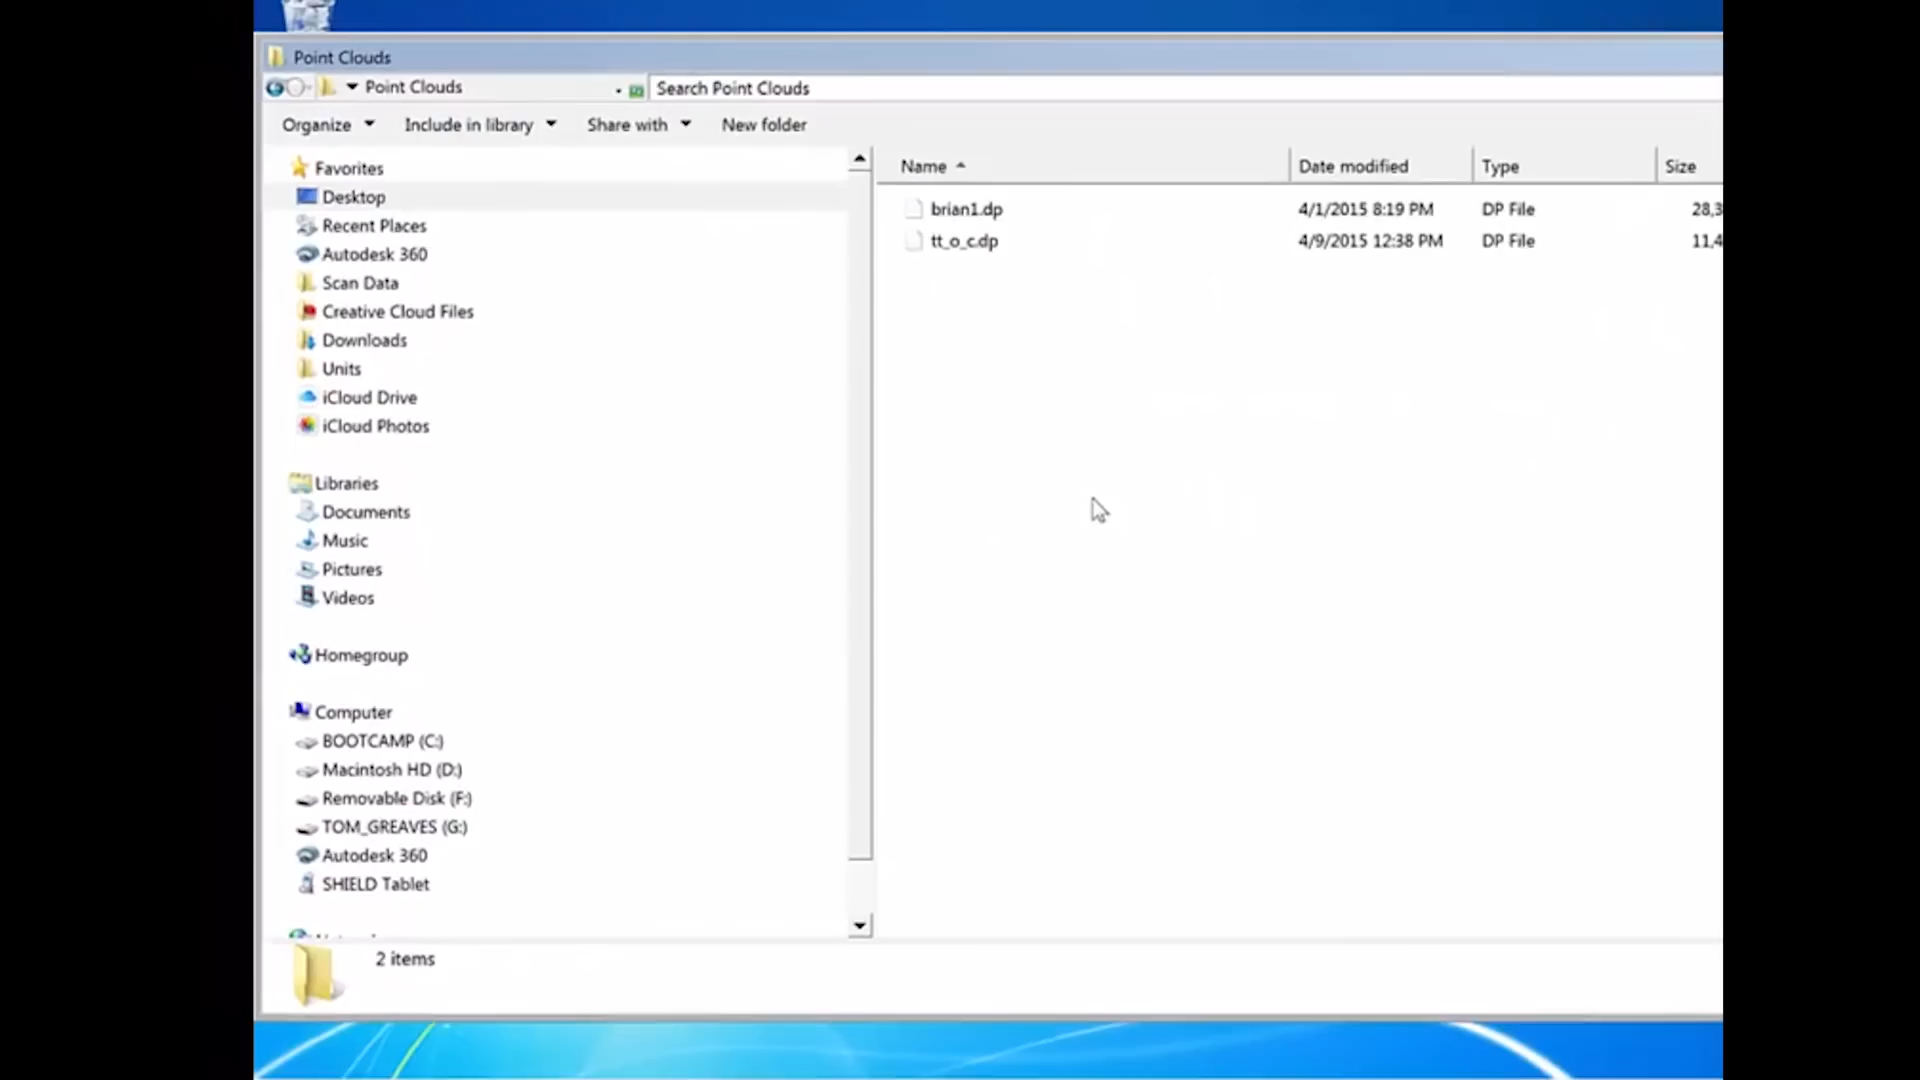 Point Clouds
Point Clouds
Search Point Clouds
Organize
Include in library
Share with
New folder
Favorites
Desktop
Recent Places
Autodesk 360
Scan Data
Creative Cloud Files
Downloads
Units
iCloud Drive
iCloud Photos
Libraries
Documents
Music
Pictures
Videos
Homegroup
Computer
BOOTCAMP (C:)
Macintosh HD (D:)
Removable Disk (F:)
TOM_GREAVES (G:)
Autodesk 360
SHIELD Tablet
Name Date modified Type Size
brian1.dp 4/1/2015 8:19 PM DP File 28,3
tt_o_c.dp 4/9/2015 12:38 PM DP File 11,4
2 items